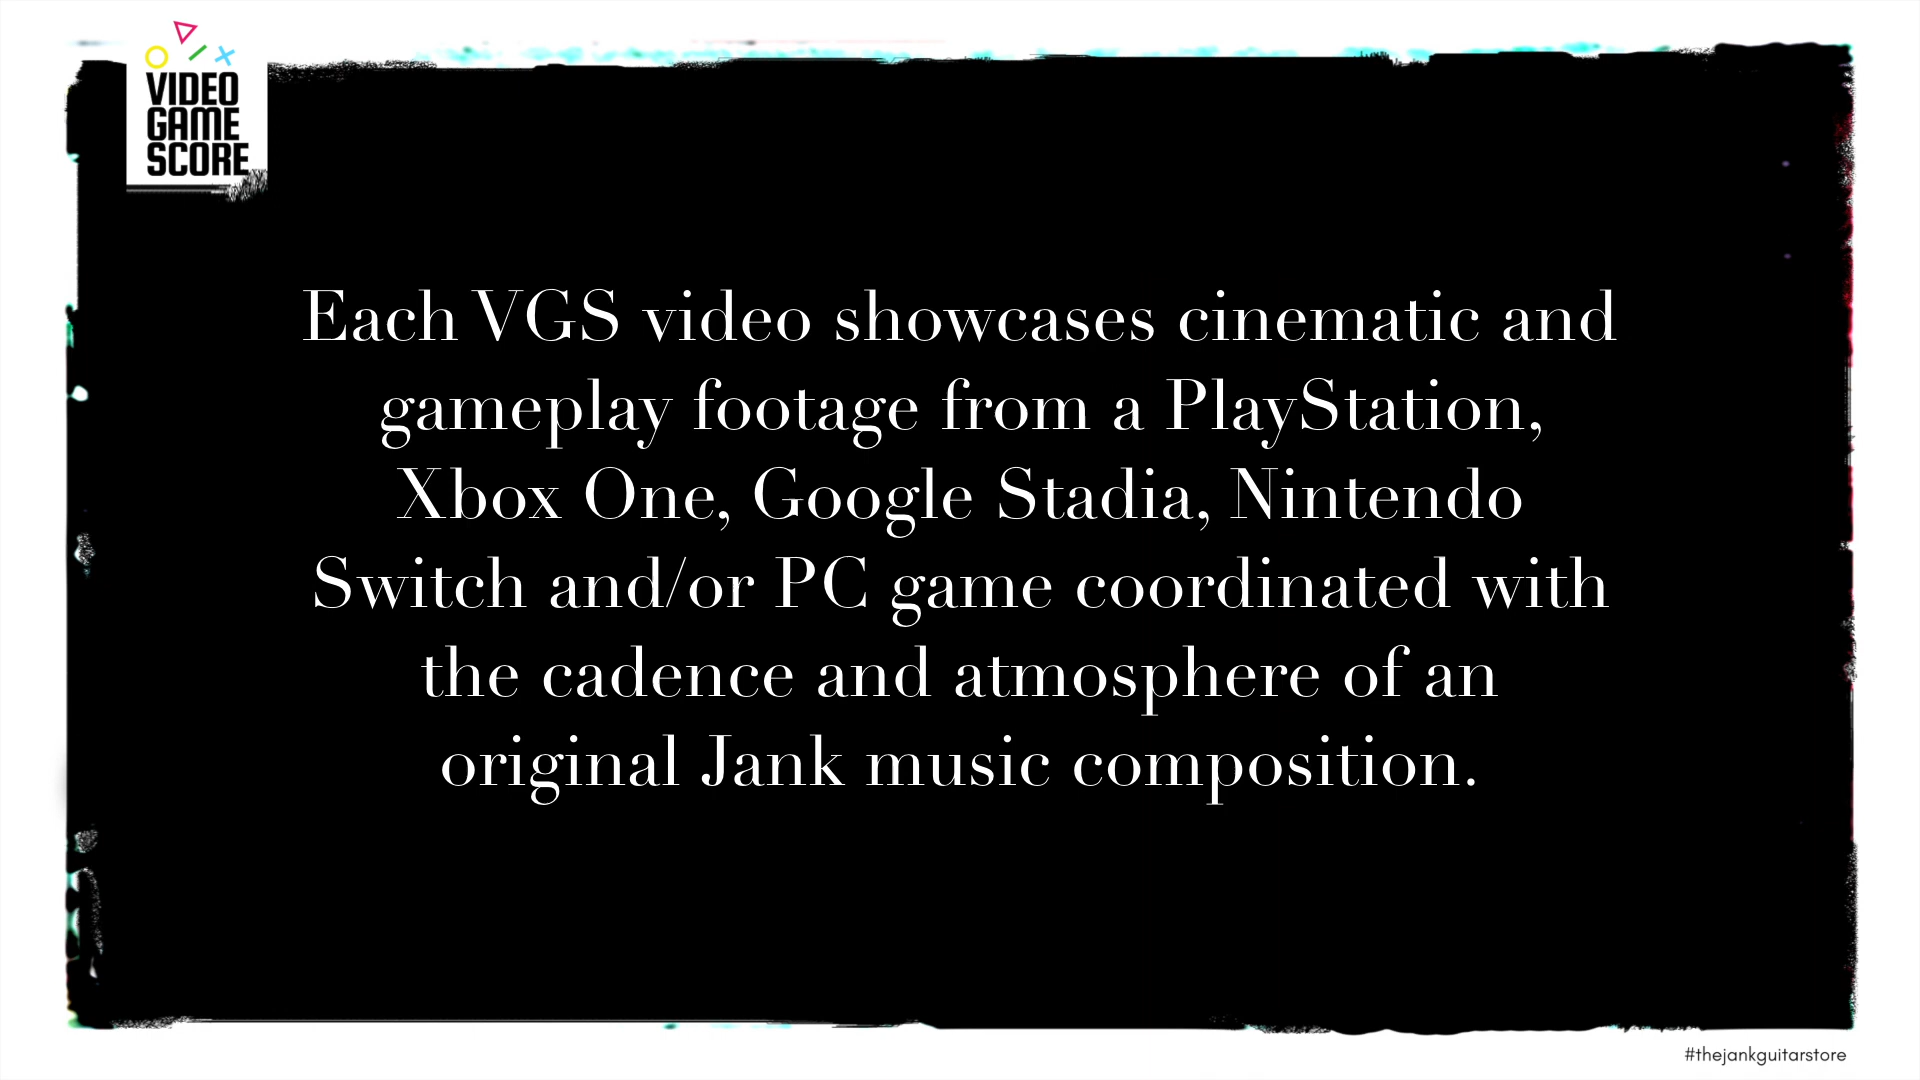 VIDEO
GAME
SCORE
Each VGS video showcases cinematic and
gameplay footage from a PlayStation,
Xbox One, Google Stadia, Nintendo
Switch and/or PC game coordinated with
the cadence and atmosphere of an
original Jank music composition.
#thejankguitarstore